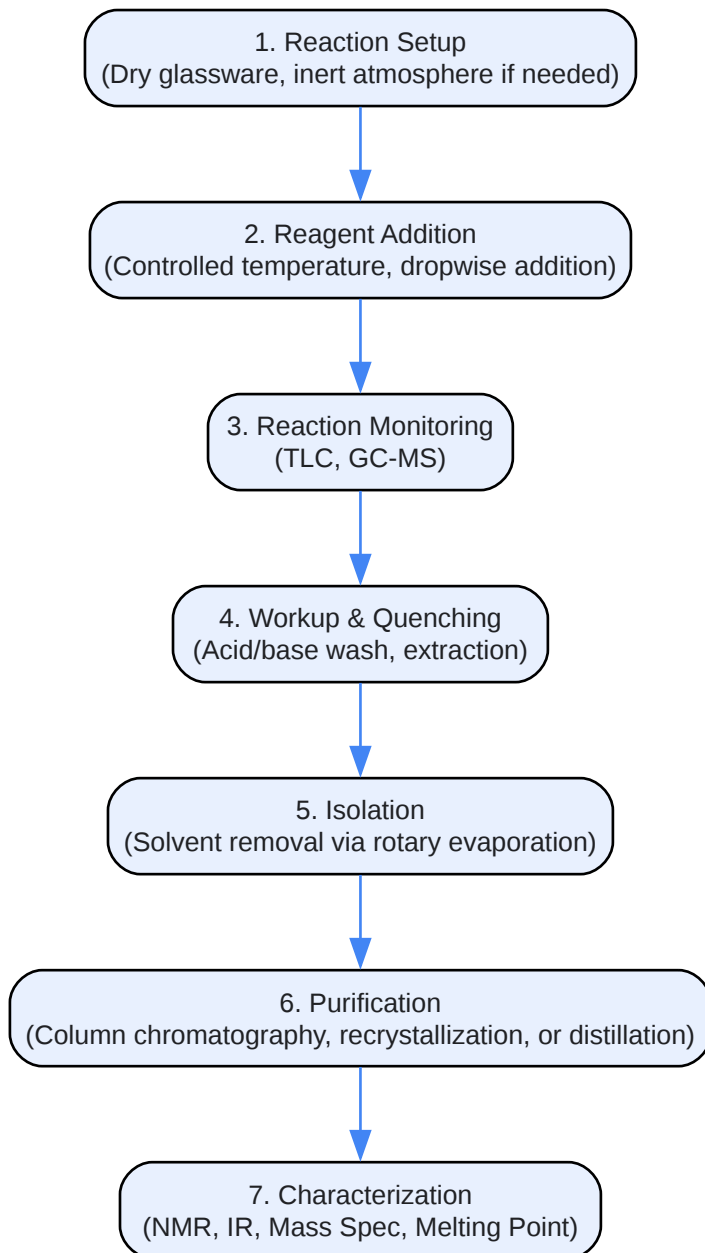 1. Reaction Setup
(Dry glassware, inert atmosphere if needed)
2. Reagent Addition
(Controlled temperature, dropwise addition)
3. Reaction Monitoring
(TLC, GC-MS)
4. Workup & Quenching
(Acid/base wash, extraction)
5. Isolation
(Solvent removal via rotary evaporation)
6. Purification
(Column chromatography, recrystallization, or distillation)
7. Characterization
(NMR, IR, Mass Spec, Melting Point)